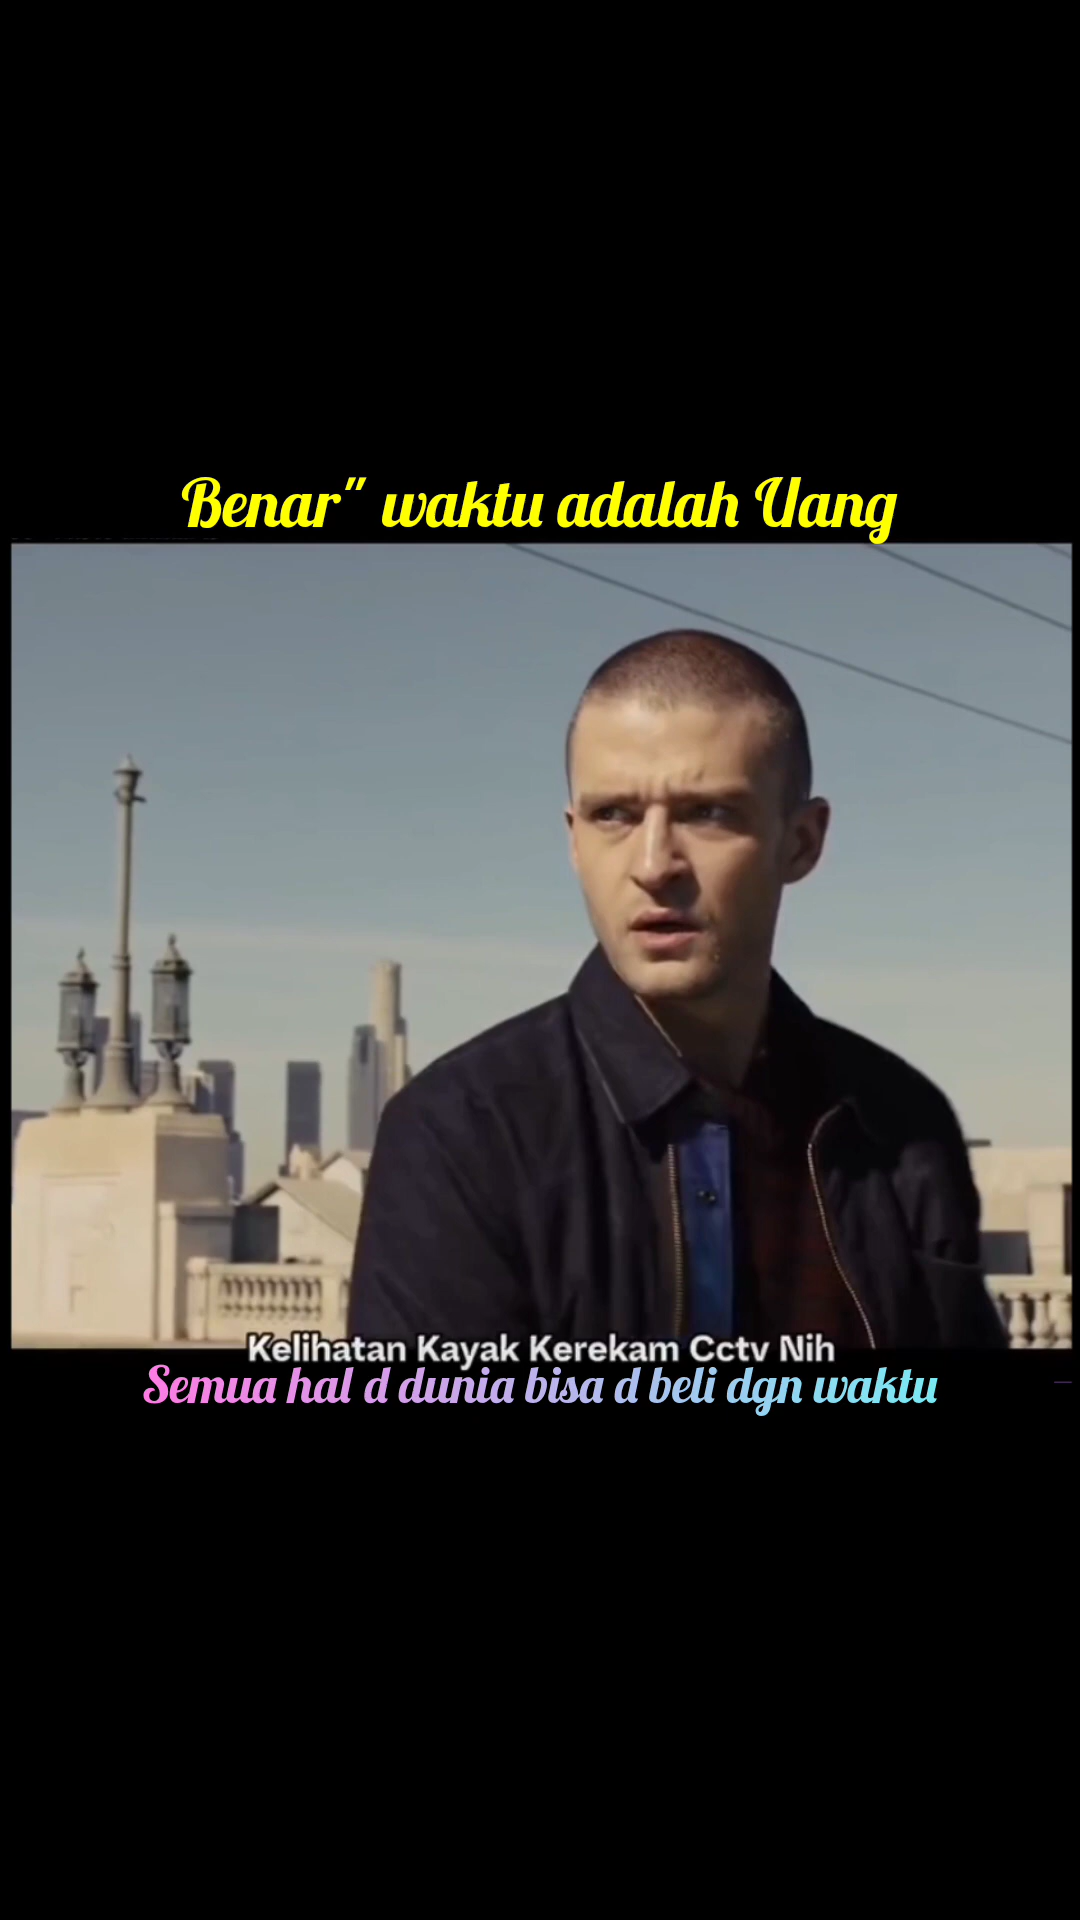 Benar" waktu adalah Uang
Kelihatan Kayak Kerekam Cctv Nih
Semua hal d dunia bisa d beli dgn waktu